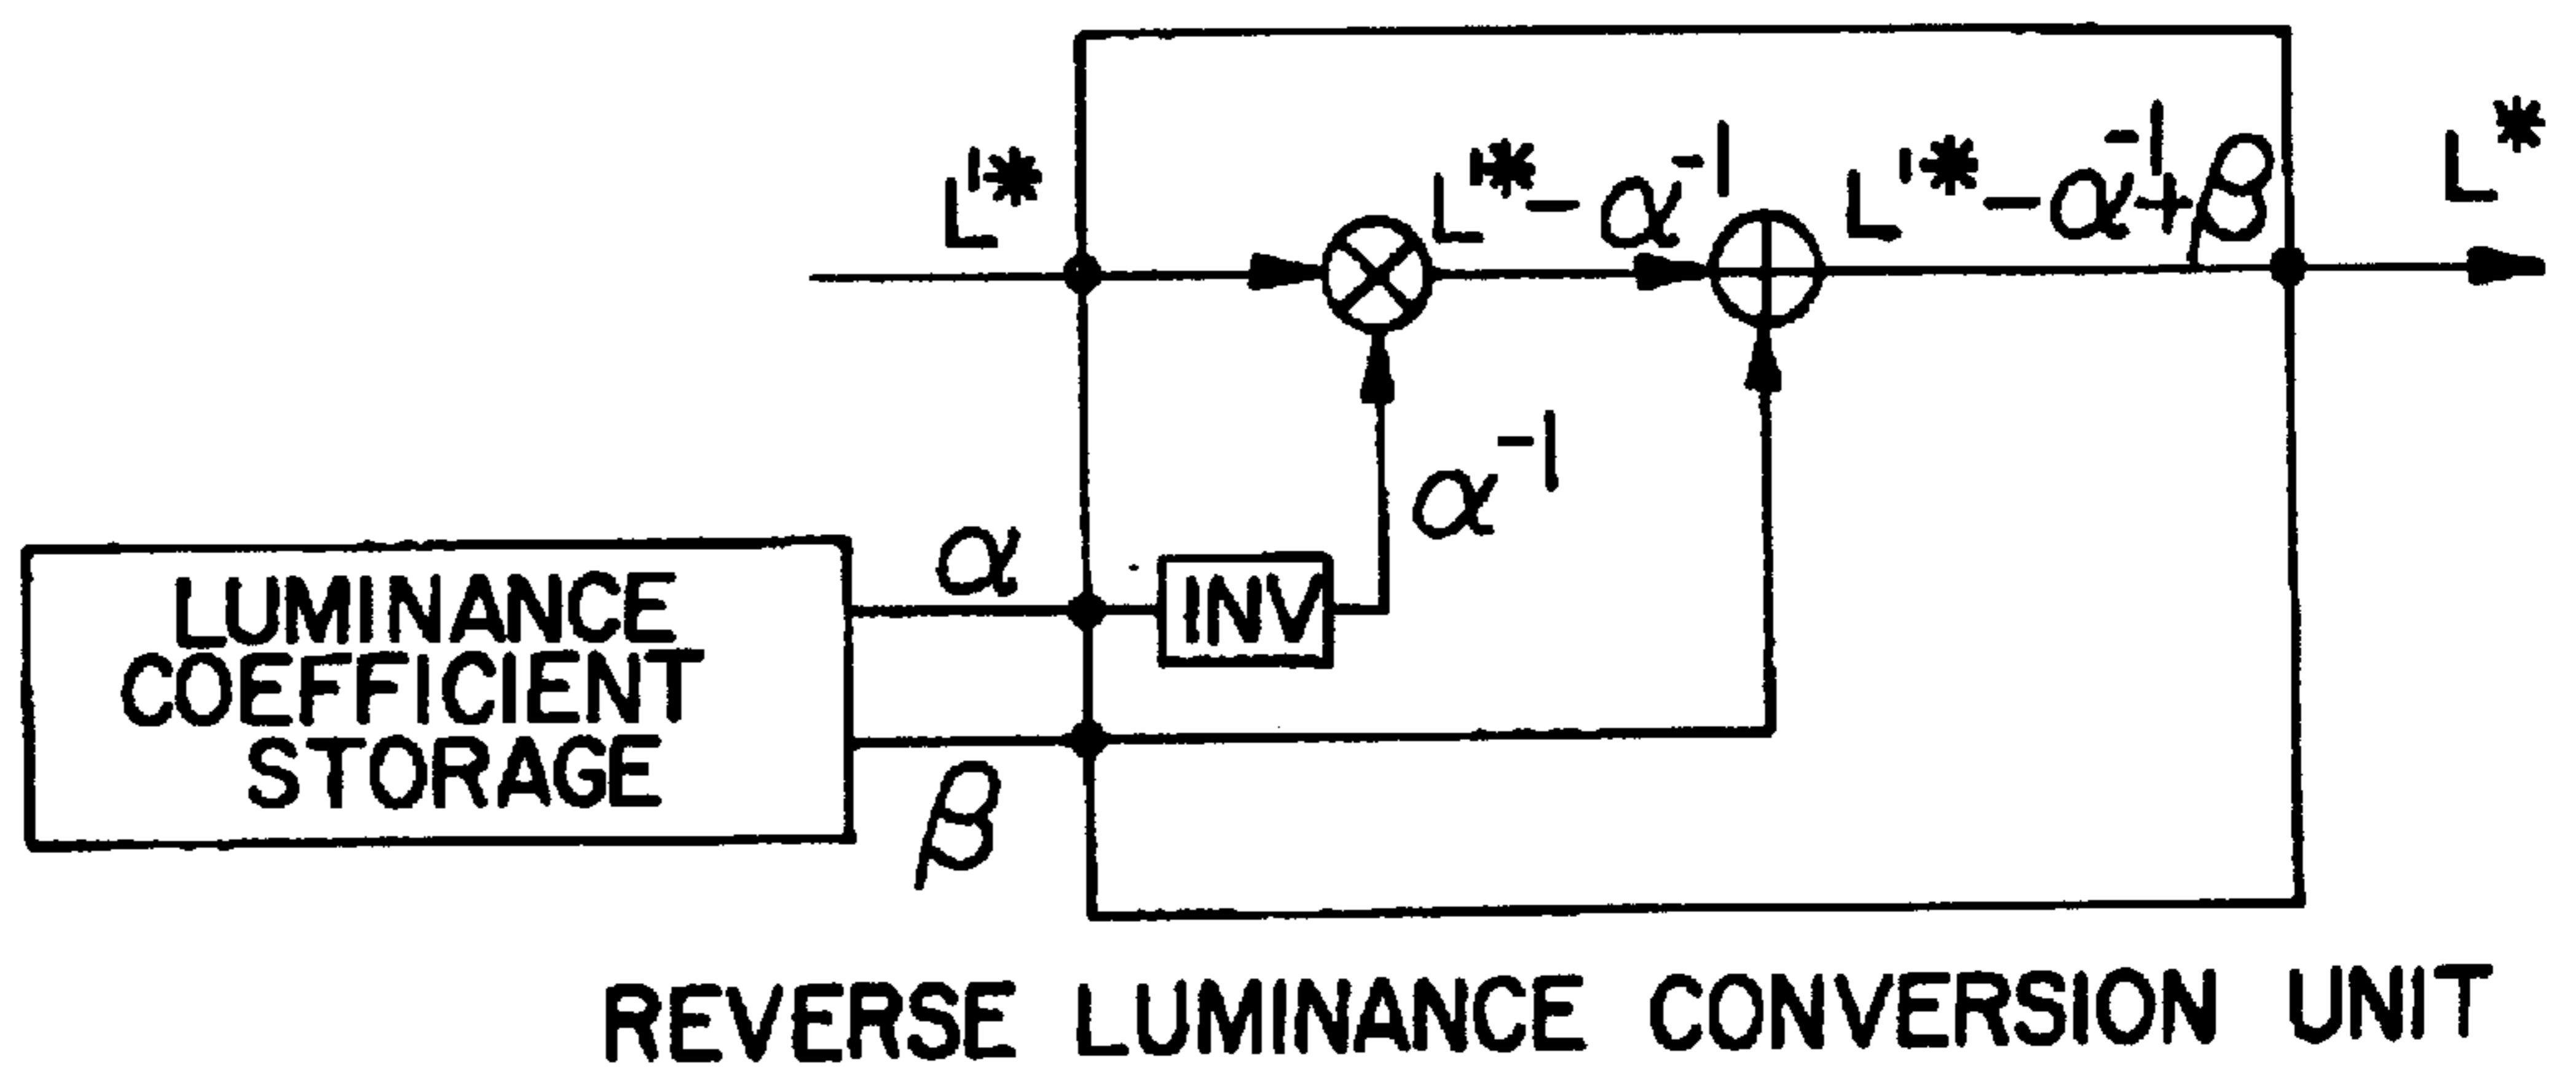 L'*
L'* - α⁻¹
L'* - α⁻¹ + β
L*
α⁻¹
α
INV
LUMINANCE
COEFFICIENT
STORAGE
β
REVERSE LUMINANCE CONVERSION UNIT